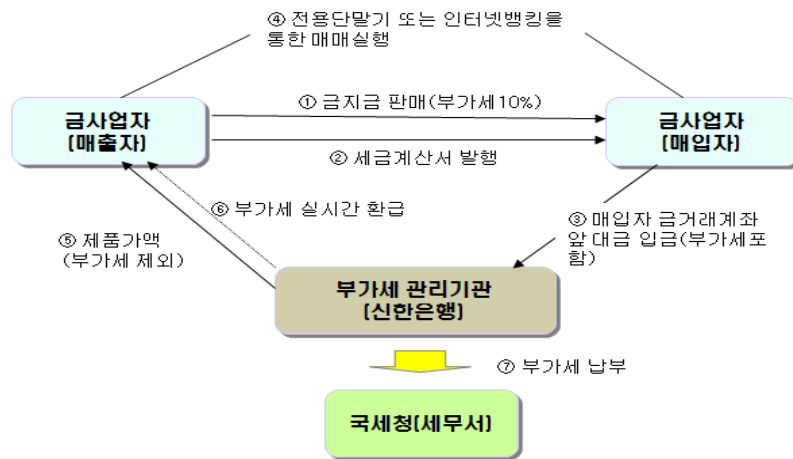 ④ 전용단말기 또는 인터넷뱅킹을
통한 매매실행
① 금지금 판매(부가세10%)
금사업자
(매출자)
금사업자
(매입자)
② 세금계산서 발행
⑥ 부가세 실시간 환급
③ 매입자 금거래계좌
앞 대금 입금(부가세포
함)
⑤ 제품가액
(부가세 제외)
부가세 관리기관
(신한은행)
⑦ 부가세 납부
국세청(세무서)